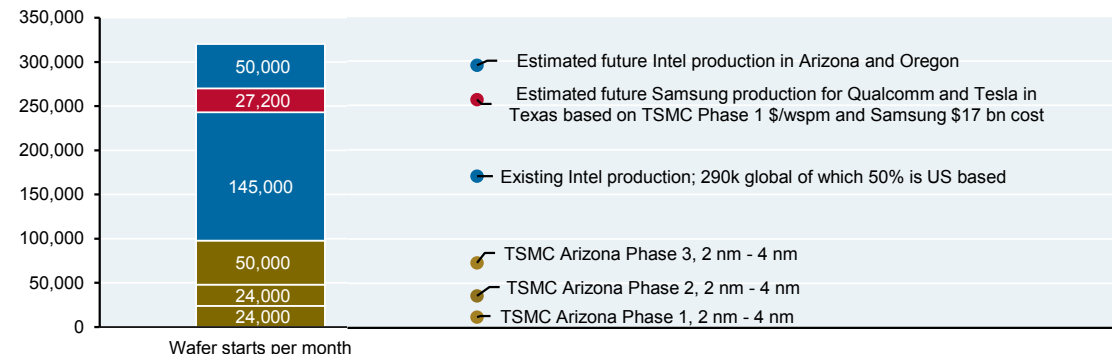 350,000
300,000
250,000
200,000
150,000
100,000
50,000
0
50,000
27,200
145,000
50,000
24,000
24,000
Wafer starts per month
Estimated future Intel production in Arizona and Oregon
Estimated future Samsung production for Qualcomm and Tesla in
Texas based on TSMC Phase 1 $/wspm and Samsung $17 bn cost
Existing Intel production; 290k global of which 50% is US based
TSMC Arizona Phase 3, 2 nm - 4 nm
TSMC Arizona Phase 2, 2 nm - 4 nm
TSMC Arizona Phase 1, 2 nm - 4 nm